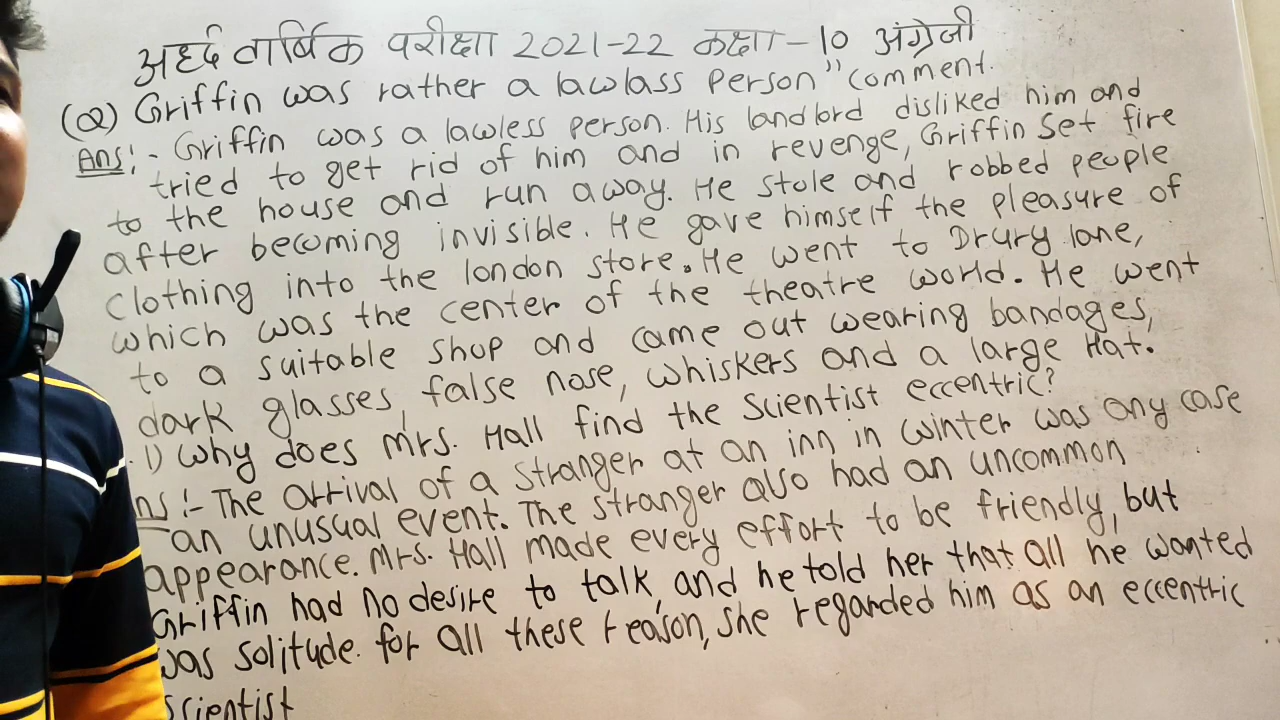 अर्द्ध वार्षिक परीक्षा 2021-22 कक्षा-10 अंग्रेजी
(Q) Griffin was rather a lawlass person" comment.
Ans:- Griffin was a lawless person. His landlord disliked him and
tried to get rid of him and in revenge, Griffin set fire
to the house and run away. He stole and robbed people
after becoming invisible. He gave himself the pleasure of
clothing into the london store. He went to Drury lane,
which was the center of the theatre world. He went
to a suitable shop and came out wearing bandages,
dark glasses, false nose, whiskers and a large Hat.
1) Why does Mrs. Hall find the Scientist eccentric?
ns:- The arrival of a stranger at an inn in winter was any case
an unusual event. The stranger also had an uncommon
appearance. Mrs. Hall made every effort to be friendly, but
Griffin had no desire to talk, and he told her that all he wanted
was solitude. for all these reason, she regarded him as an eccentric
scientist